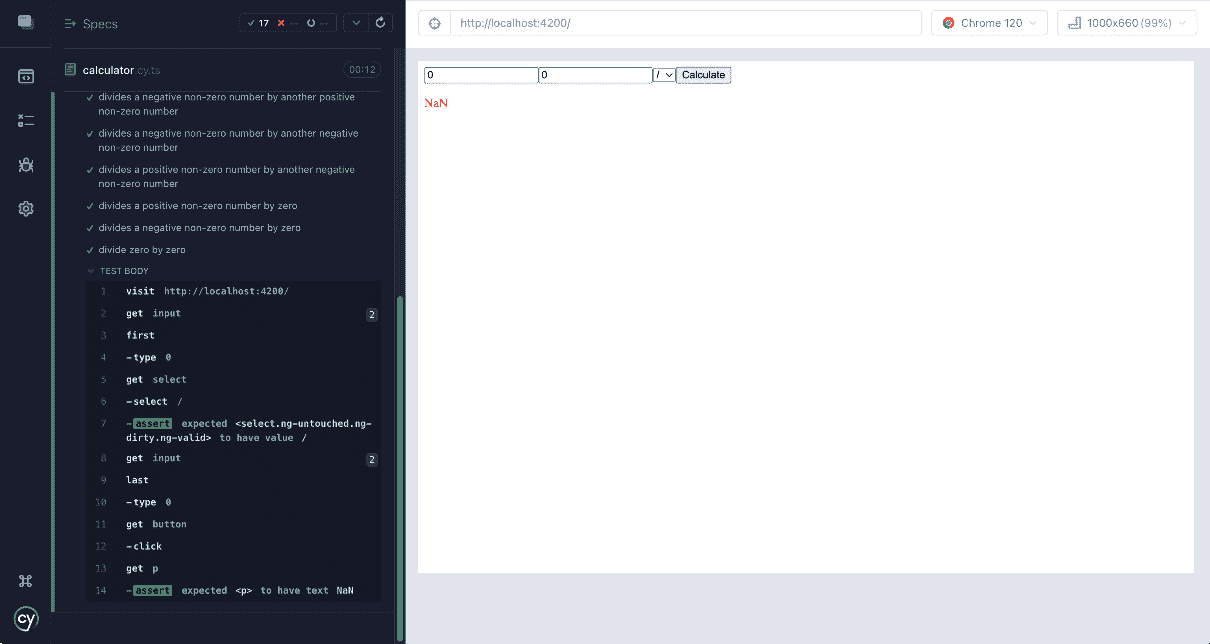 Specs
✓ 17 ✗ -- --
http://localhost:4200/
Chrome 120
1000x660 (99%)
calculator.cy.ts
00:12
divides a negative non-zero number by another positive
non-zero number
divides a negative non-zero number by another negative
non-zero number
divides a positive non-zero number by another negative
non-zero number
divides a positive non-zero number by zero
divides a negative non-zero number by zero
divide zero by zero
TEST BODY
1 visit http://localhost:4200/
2 get input 2
3 first
4 -type 0
5 get select
6 -select /
7 -assert expected <select.ng-untouched.ng-
dirty.ng-valid> to have value /
8 get input 2
9 last
10 -type 0
11 get button
12 -click
13 get p
14 -assert expected <p> to have text NaN
cy
0 0 / Calculate
NaN